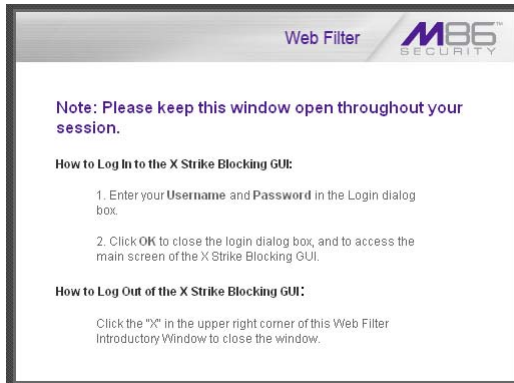 Web Filter
M86
SECURITY
Note: Please keep this window open throughout your
session.
How to Log In to the X Strike Blocking GUI:
1. Enter your Username and Password in the Login dialog
box.
2. Click OK to close the login dialog box, and to access the
main screen of the X Strike Blocking GUI.
How to Log Out of the X Strike Blocking GUI:
Click the "X" in the upper right corner of this Web Filter
Introductory Window to close the window.